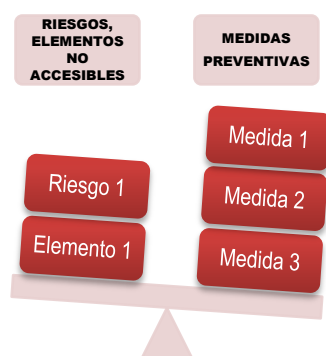 RIESGOS,
ELEMENTOS
NO
ACCESIBLES
MEDIDAS
PREVENTIVAS
Riesgo 1
Elemento 1
Medida 1
Medida 2
Medida 3